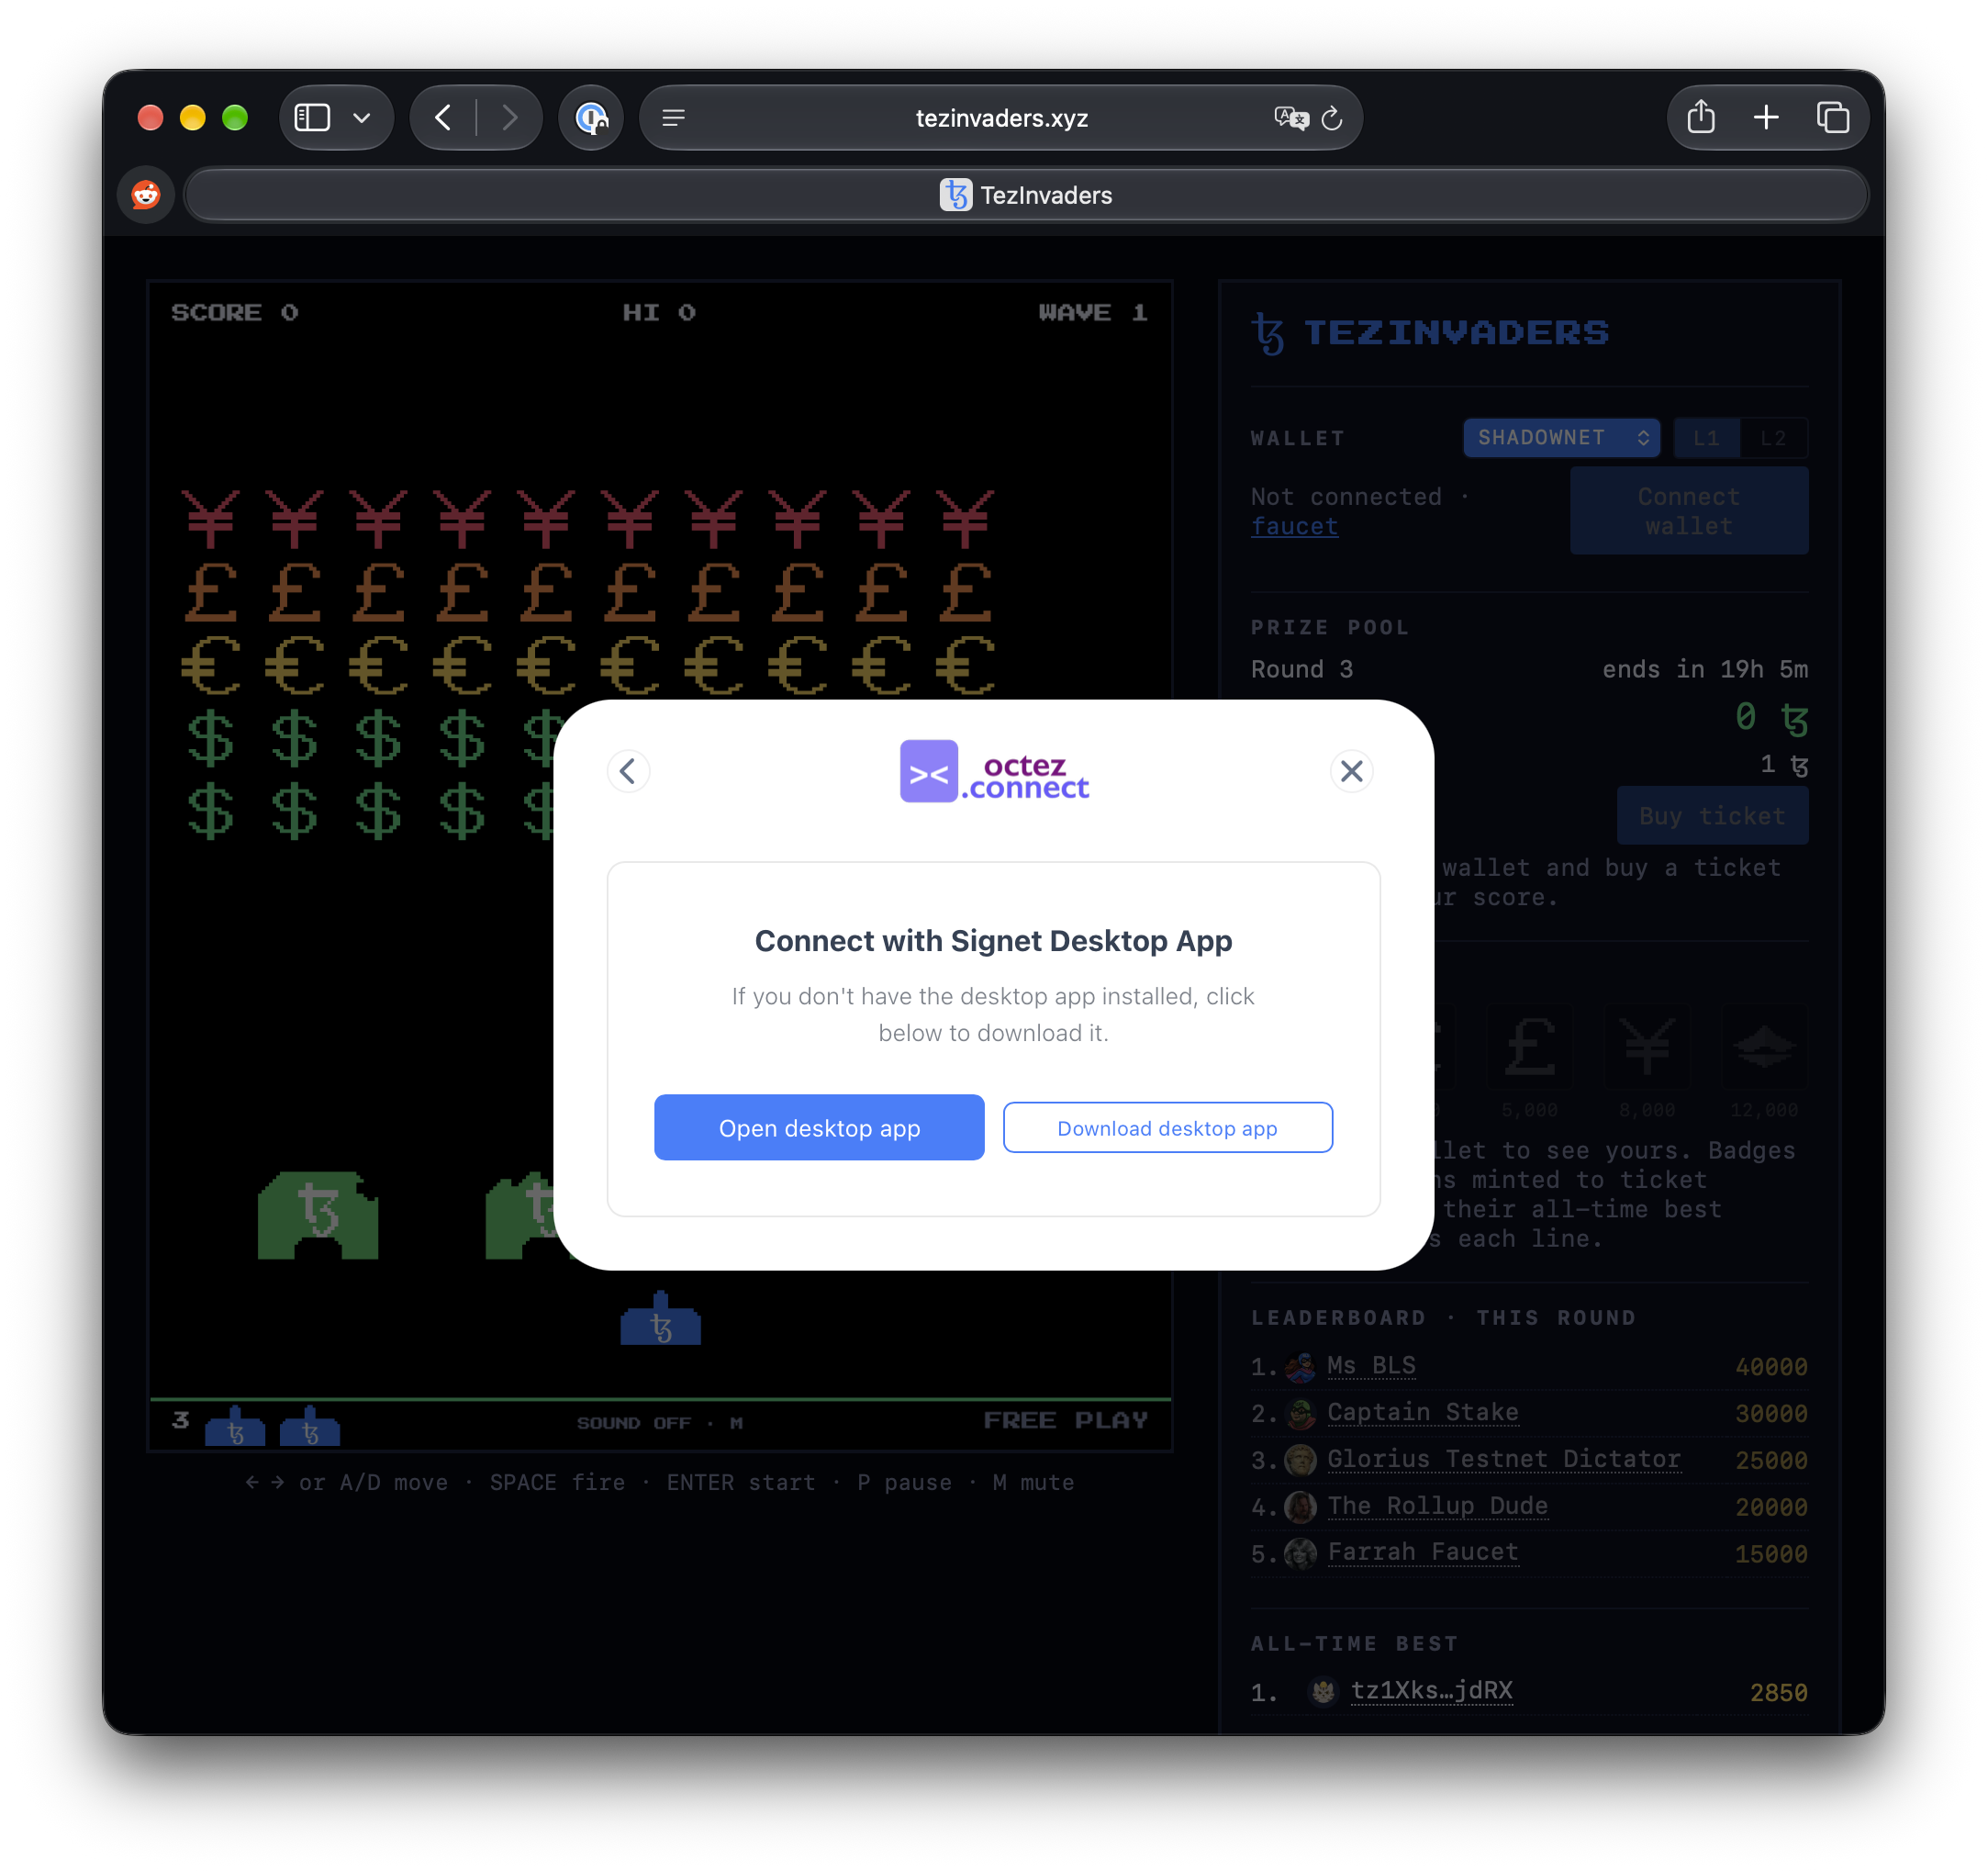 tezinvaders.xyz
TezInvaders
SCORE 0 HI 0 WAVE 1
¥ ¥ ¥ ¥ ¥ ¥ ¥ ¥ ¥ ¥
£ £ £ £ £ £ £ £ £ £
€ € € € € € € € € €
$ $ $ $ $
$ $ $ $ $
3 SOUND OFF · M FREE PLAY
← → or A/D move · SPACE fire · ENTER start · P pause · M mute
octez
.connect
Connect with Signet Desktop App
If you don't have the desktop app installed, click
below to download it.
Open desktop app Download desktop app
ꜩ TEZINVADERS
WALLET SHADOWNET L1 L2
Not connected ·
faucet
Connect
wallet
PRIZE POOL
Round 3 ends in 19h 5m
0 ꜩ
1 ꜩ
Buy ticket
wallet and buy a ticket
score.
£ ¥
5,000 8,000 12,000
to see yours. Badges
minted to ticket
their all-time best
each line.
LEADERBOARD · THIS ROUND
1. Ms BLS 40000
2. Captain Stake 30000
3. Glorius Testnet Dictator 25000
4. The Rollup Dude 20000
5. Farrah Faucet 15000
ALL-TIME BEST
1. tz1Xks…jdRX 2850